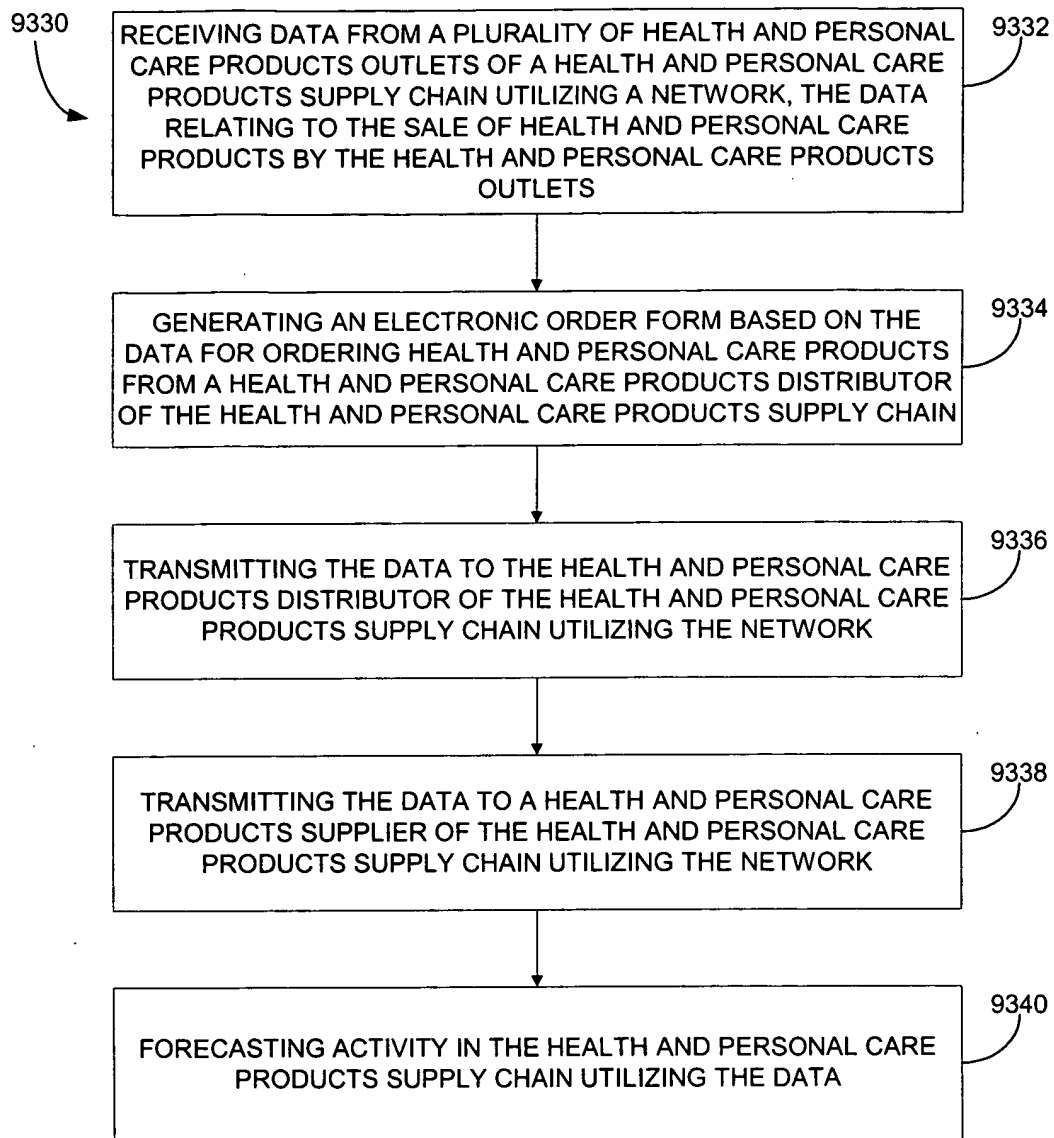 9330
RECEIVING DATA FROM A PLURALITY OF HEALTH AND PERSONAL
CARE PRODUCTS OUTLETS OF A HEALTH AND PERSONAL CARE
PRODUCTS SUPPLY CHAIN UTILIZING A NETWORK, THE DATA
RELATING TO THE SALE OF HEALTH AND PERSONAL CARE
PRODUCTS BY THE HEALTH AND PERSONAL CARE PRODUCTS
OUTLETS
9332
GENERATING AN ELECTRONIC ORDER FORM BASED ON THE
DATA FOR ORDERING HEALTH AND PERSONAL CARE PRODUCTS
FROM A HEALTH AND PERSONAL CARE PRODUCTS DISTRIBUTOR
OF THE HEALTH AND PERSONAL CARE PRODUCTS SUPPLY CHAIN
9334
TRANSMITTING THE DATA TO THE HEALTH AND PERSONAL CARE
PRODUCTS DISTRIBUTOR OF THE HEALTH AND PERSONAL CARE
PRODUCTS SUPPLY CHAIN UTILIZING THE NETWORK
9336
TRANSMITTING THE DATA TO A HEALTH AND PERSONAL CARE
PRODUCTS SUPPLIER OF THE HEALTH AND PERSONAL CARE
PRODUCTS SUPPLY CHAIN UTILIZING THE NETWORK
9338
FORECASTING ACTIVITY IN THE HEALTH AND PERSONAL CARE
PRODUCTS SUPPLY CHAIN UTILIZING THE DATA
9340